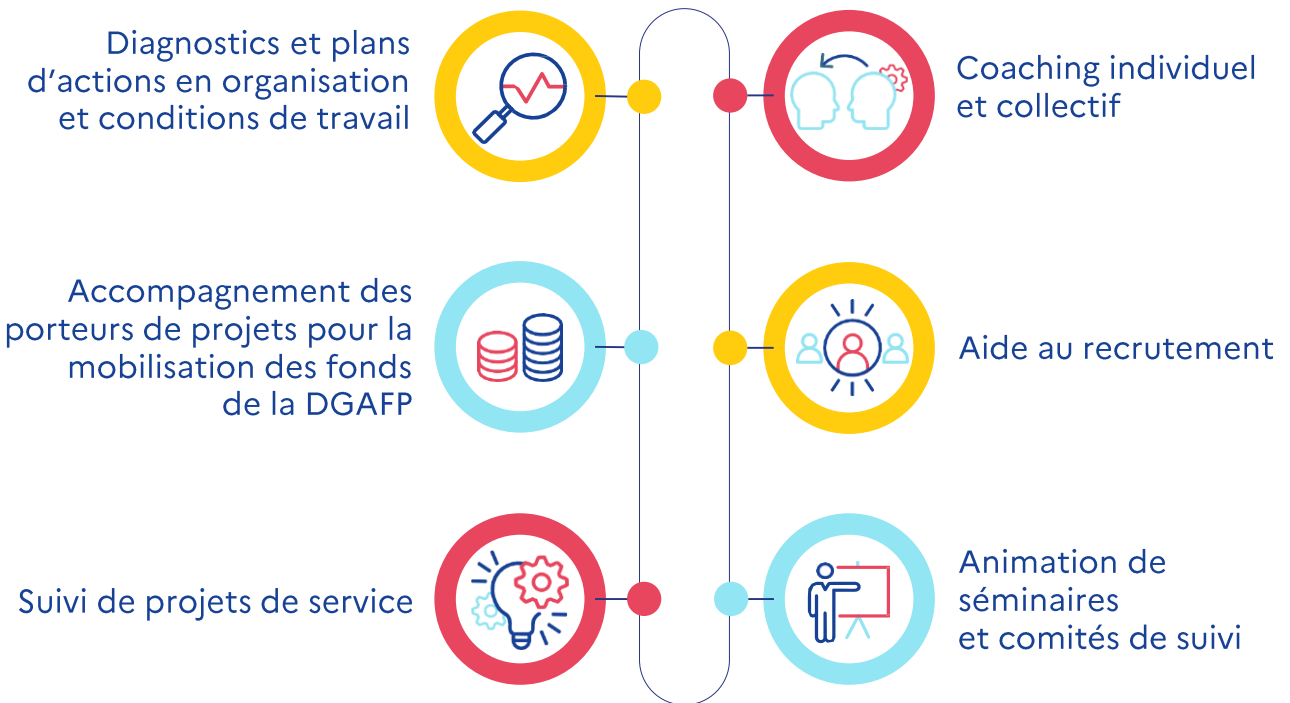 Diagnostics et plans
d'actions en organisation
et conditions de travail
Accompagnement des
porteurs de projets pour la
mobilisation des fonds
de la DGAFP
Suivi de projets de service
Coaching individuel
et collectif
Aide au recrutement
Animation de
séminaires
et comités de suivi